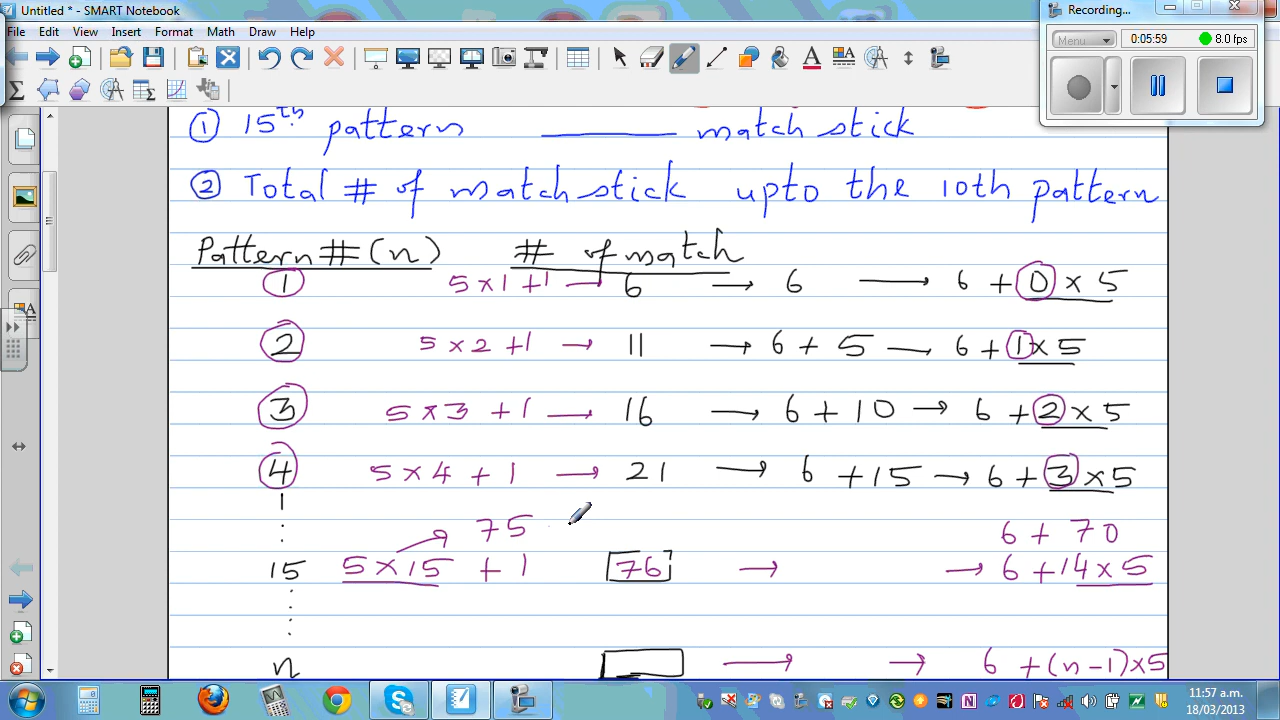 Untitled * - SMART Notebook
Recording...
File Edit View Insert Format Math Draw Help
Menu 0:05:59 8.0 fps
① 15th pattern ______ match stick
② Total # of match stick upto the 10th pattern
Pattern # (n) # of match
1 5 × 1 + 1 → 6 → 6 → 6 + 0 × 5
2 5 × 2 + 1 → 11 → 6 + 5 → 6 + 1 × 5
3 5 × 3 + 1 → 16 → 6 + 10 → 6 + 2 × 5
4 5 × 4 + 1 → 21 → 6 + 15 → 6 + 3 × 5
75 6 + 70
15 5 × 15 + 1 76 → → 6 + 14 × 5
n → → 6 + (n - 1) × 5
11:57 a.m.
18/03/2013